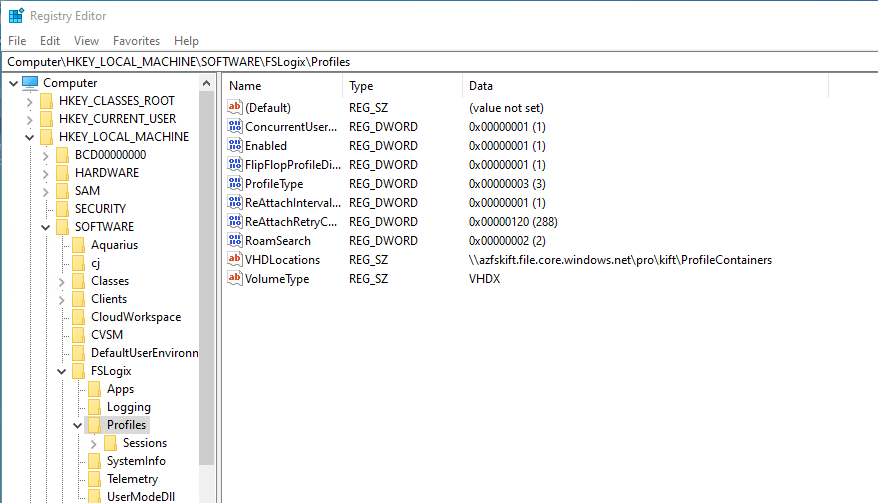 Registry Editor
File Edit View Favorites Help
Computer\HKEY_LOCAL_MACHINE\SOFTWARE\FSLogix\Profiles
Computer
HKEY_CLASSES_ROOT
HKEY_CURRENT_USER
HKEY_LOCAL_MACHINE
BCD00000000
HARDWARE
SAM
SECURITY
SOFTWARE
Aquarius
cj
Classes
Clients
CloudWorkspace
CVSM
DefaultUserEnvironn
FSLogix
Apps
Logging
Profiles
Sessions
SystemInfo
Telemetry
UserModeDll
Name Type Data
(Default) REG_SZ (value not set)
ConcurrentUser... REG_DWORD 0x00000001 (1)
Enabled REG_DWORD 0x00000001 (1)
FlipFlopProfileDi... REG_DWORD 0x00000001 (1)
ProfileType REG_DWORD 0x00000003 (3)
ReAttachInterval... REG_DWORD 0x00000001 (1)
ReAttachRetryC... REG_DWORD 0x00000120 (288)
RoamSearch REG_DWORD 0x00000002 (2)
VHDLocations REG_SZ \\azfskift.file.core.windows.net\pro\kift\ProfileContainers
VolumeType REG_SZ VHDX